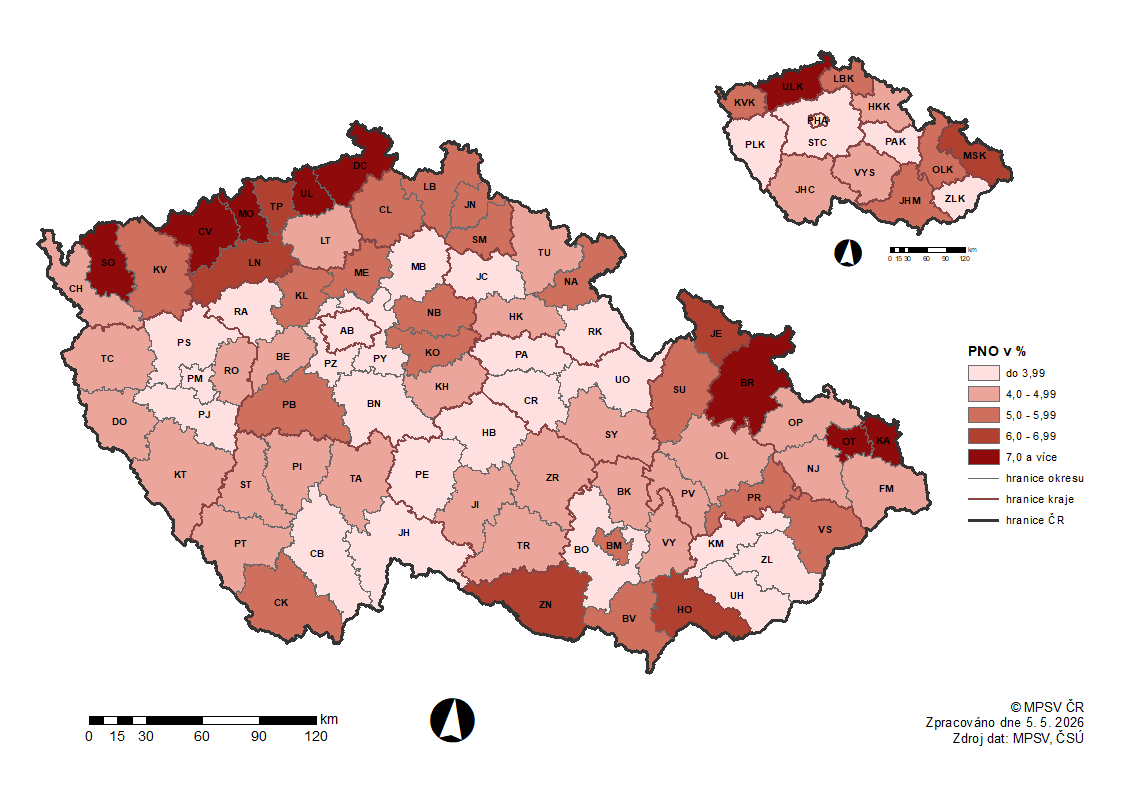 ULK
LBK
KVK
HKK
PHA
PLK
STC
PAK
MSK
OLK
VYS
JHC
JHM
ZLK
km
0 15 30 60 90 120
DC
UL
TP
MO
LB
JN
CL
CV
LT
SM
TU
SO
KV
LN
ME
MB
JC
NA
CH
KL
RA
NB
HK
RK
AB
JE
PS
TC
RO
BE
PZ
PY
KO
PA
UO
PM
KH
BR
SU
PJ
PB
BN
CR
DO
HB
SY
OP
OT
KA
OL
KT
ST
PI
TA
PE
ZR
NJ
FM
JI
BK
PV
PR
VS
PT
CB
JH
TR
BO
BM
VY
KM
ZL
CK
ZN
BV
HO
UH
PNO v %
do 3,99
4,0 - 4,99
5,0 - 5,99
6,0 - 6,99
7,0 a více
hranice okresu
hranice kraje
hranice ČR
km
0 15 30 60 90 120
© MPSV ČR
Zpracováno dne 5. 5. 2026
Zdroj dat: MPSV, ČSÚ